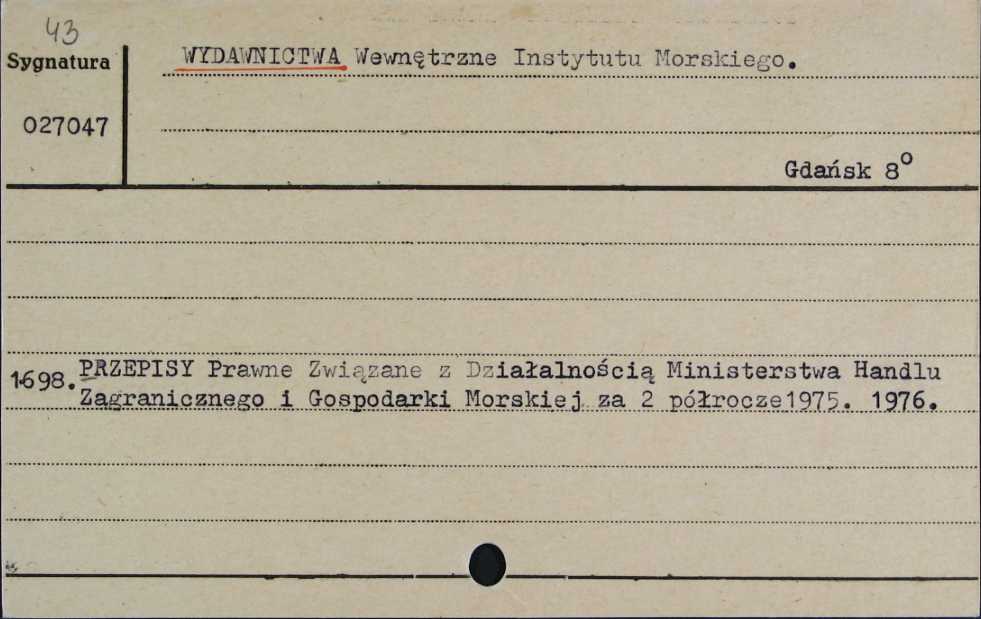 43
Sygnatura
WYDAWNICTWA Wewnętrzne Instytutu Morskiego.
027047
Gdańsk 8⁰
1698. PRZEPISY Prawne Związane z Działalnością Ministerstwa Handlu
Zagranicznego i Gospodarki Morskiej za 2 półrocze1975. 1976.